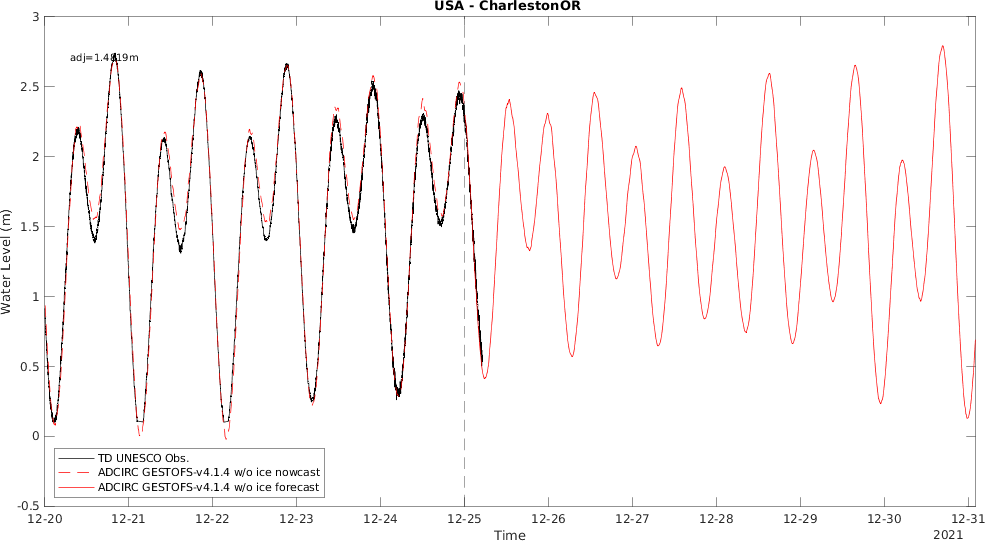 USA - CharlestonOR
adj=1.4819m
3
2.5
2
1.5
1
0.5
0
-0.5
Water Level (m)
TD UNESCO Obs.
ADCIRC GESTOFS-v4.1.4 w/o ice nowcast
ADCIRC GESTOFS-v4.1.4 w/o ice forecast
12-20 12-21 12-22 12-23 12-24 12-25 12-26 12-27 12-28 12-29 12-30 12-31
Time
2021